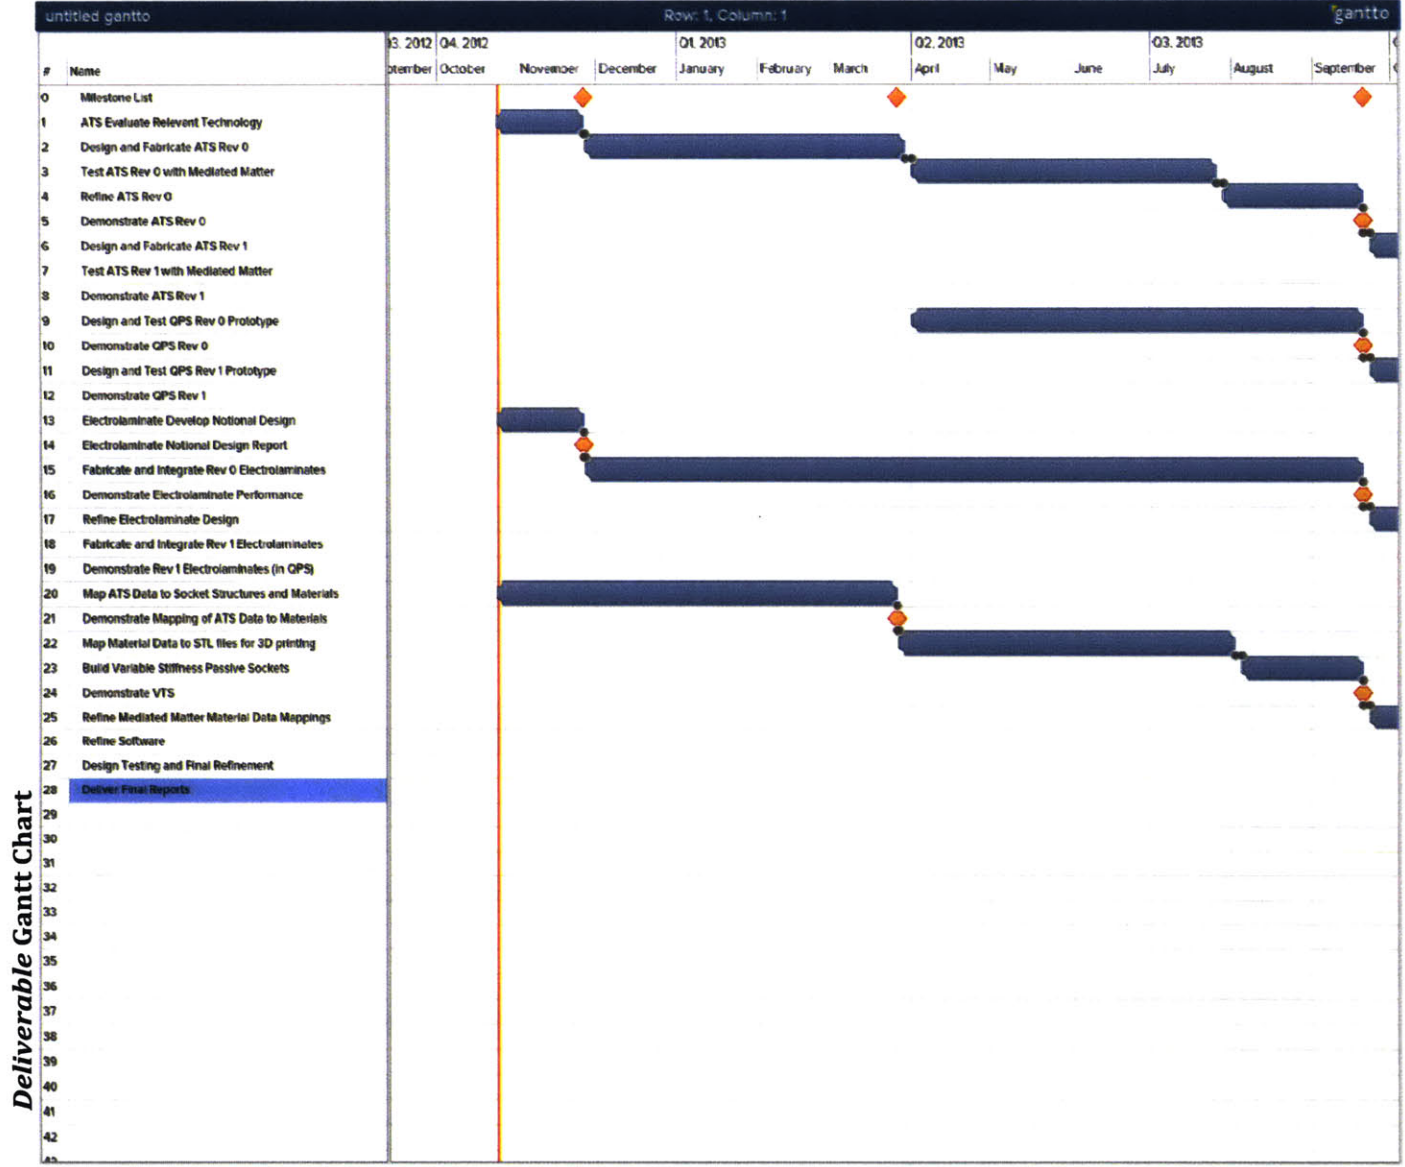 untitled gantto Row: 1, Column: 1 gantto
Q3. 2012 Q4. 2012 Q1. 2013 Q2. 2013 Q3. 2013
# Name ptember October November December January February March April May June July August September
0 Milestone List
1 ATS Evaluate Relevant Technology
2 Design and Fabricate ATS Rev 0
3 Test ATS Rev 0 with Mediated Matter
4 Refine ATS Rev 0
5 Demonstrate ATS Rev 0
6 Design and Fabricate ATS Rev 1
7 Test ATS Rev 1 with Mediated Matter
8 Demonstrate ATS Rev 1
9 Design and Test QPS Rev 0 Prototype
10 Demonstrate QPS Rev 0
11 Design and Test QPS Rev 1 Prototype
12 Demonstrate QPS Rev 1
13 Electrolaminate Develop Notional Design
14 Electrolaminate Notional Design Report
15 Fabricate and Integrate Rev 0 Electrolaminates
16 Demonstrate Electrolaminate Performance
17 Refine Electrolaminate Design
18 Fabricate and Integrate Rev 1 Electrolaminates
19 Demonstrate Rev 1 Electrolaminates (in QPS)
20 Map ATS Data to Socket Structures and Materials
21 Demonstrate Mapping of ATS Data to Materials
22 Map Material Data to STL files for 3D printing
23 Build Variable Stiffness Passive Sockets
24 Demonstrate VTS
25 Refine Mediated Matter Material Data Mappings
26 Refine Software
27 Design Testing and Final Refinement
28 Deliver Final Reports
29
30
31
32
33
34
35
36
37
38
39
40
41
42
Deliverable Gantt Chart